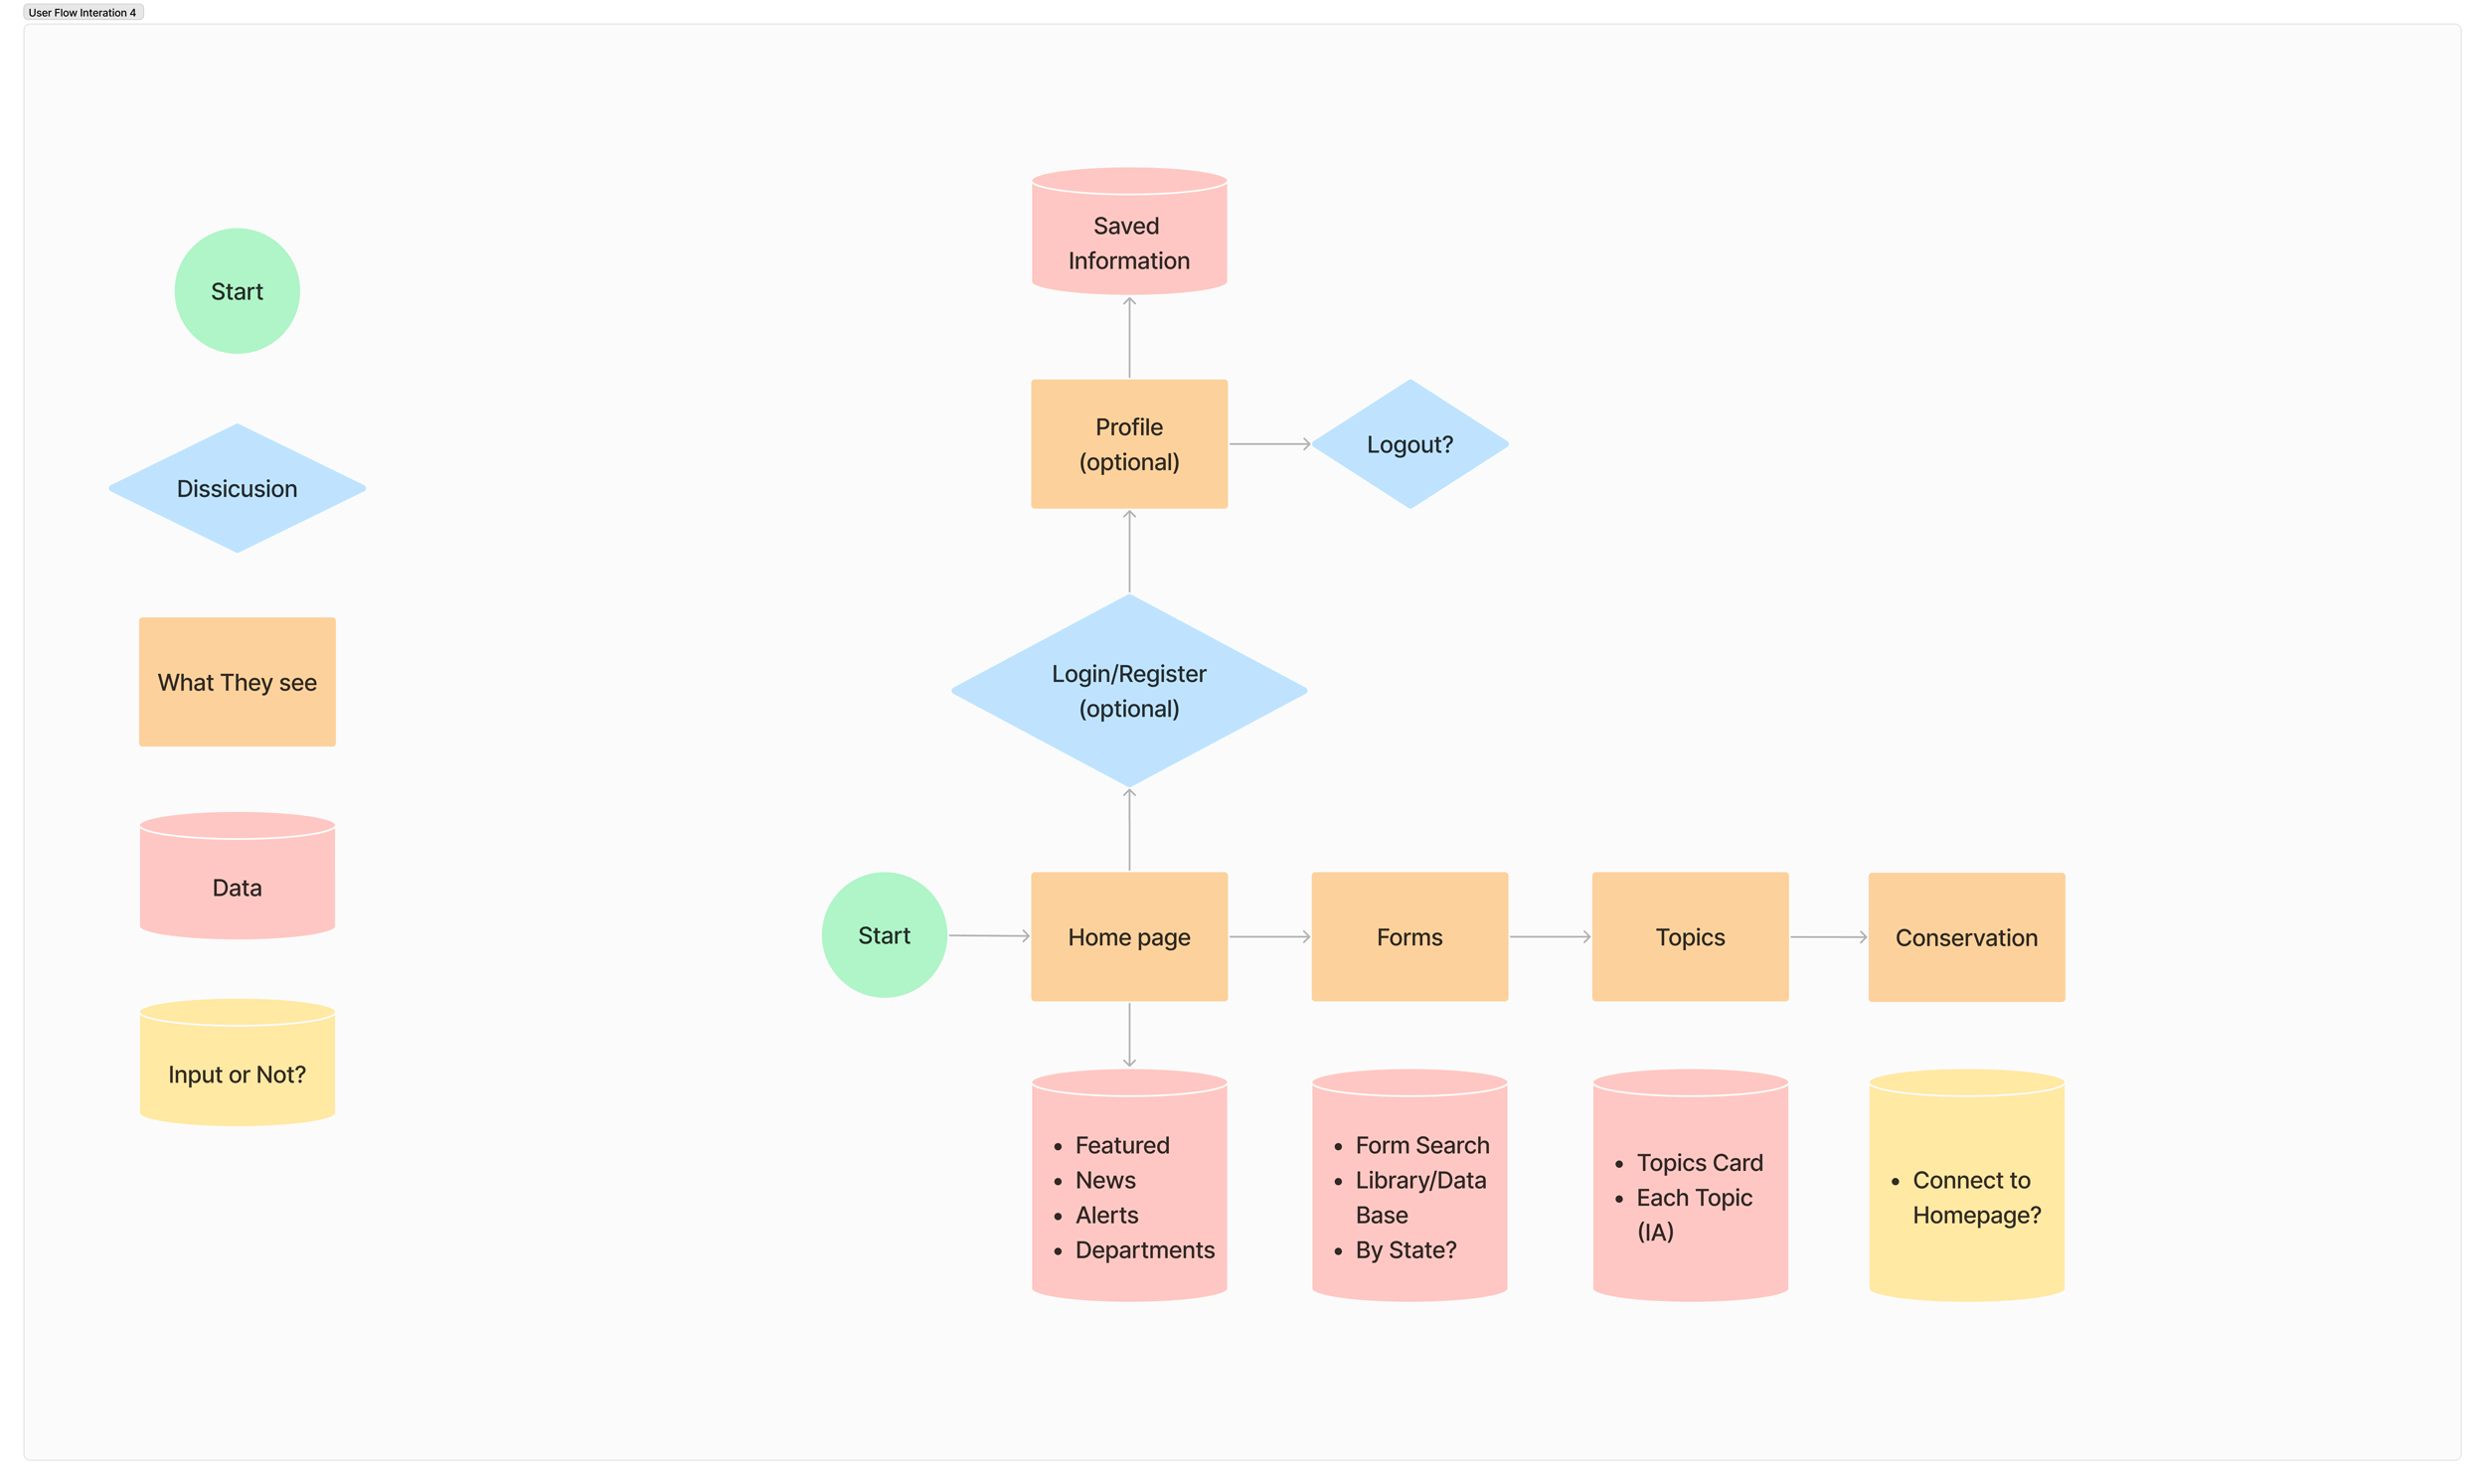 User Flow Interation 4
Start
Dissicusion
What They see
Data
Input or Not?
Saved
Information
Profile
(optional)
Logout?
Login/Register
(optional)
Start
Home page
Forms
Topics
Conservation
• Featured
• News
• Alerts
• Departments
• Form Search
• Library/Data
Base
• By State?
• Topics Card
• Each Topic
(IA)
• Connect to
Homepage?